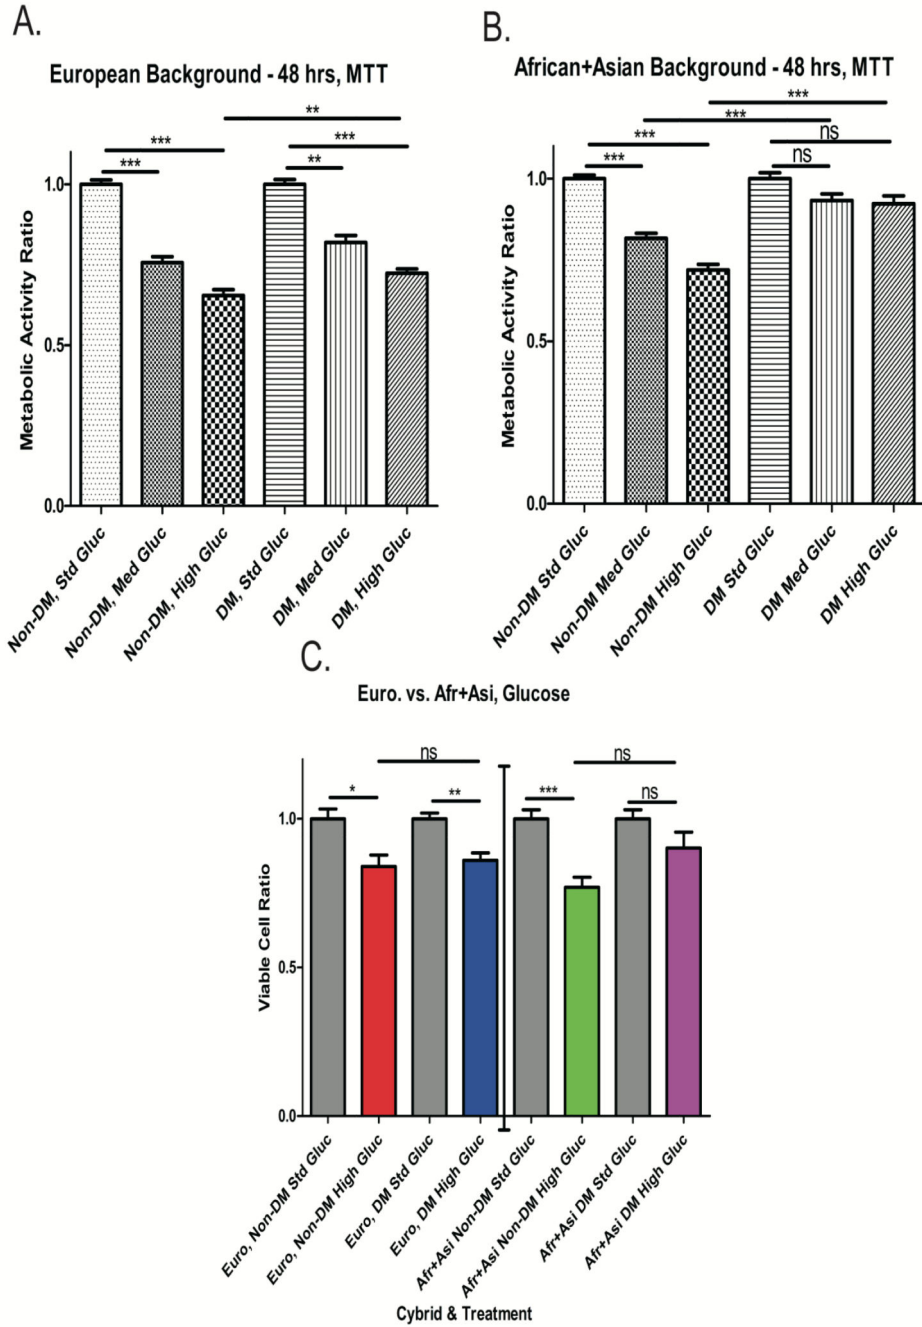 A.
European Background - 48 hrs, MTT
**
***
***
***
**
Metabolic Activity Ratio
1.0
0.5
0.0
Non-DM, Std Gluc
Non-DM, Med Gluc
Non-DM, High Gluc
DM, Std Gluc
DM, Med Gluc
DM, High Gluc
B.
African+Asian Background - 48 hrs, MTT
***
***
***
ns
***
ns
Metabolic Activity Ratio
1.0
0.5
0.0
Non-DM Std Gluc
Non-DM Med Gluc
Non-DM High Gluc
DM Std Gluc
DM Med Gluc
DM High Gluc
C.
Euro. vs. Afr+Asi, Glucose
ns
ns
*
**
***
ns
Viable Cell Ratio
1.0
0.5
0.0
Euro, Non-DM Std Gluc
Euro, Non-DM High Gluc
Euro, DM Std Gluc
Euro, DM High Gluc
Afr+Asi Non-DM Std Gluc
Afr+Asi Non-DM High Gluc
Afr+Asi DM Std Gluc
Afr+Asi DM High Gluc
Cybrid & Treatment